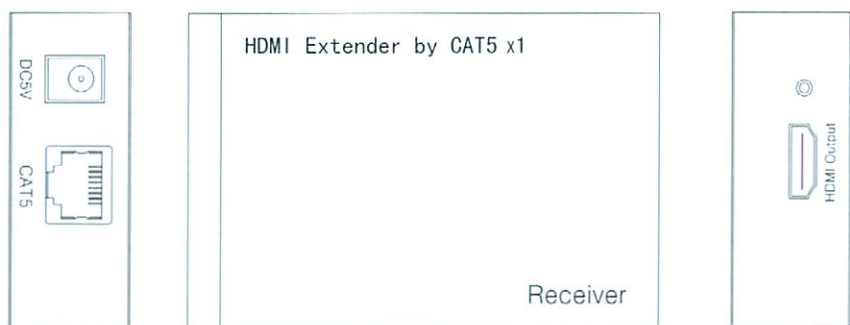 DC5V
CAT5
HDMI Extender by CAT5 x1
Receiver
HDMI Output